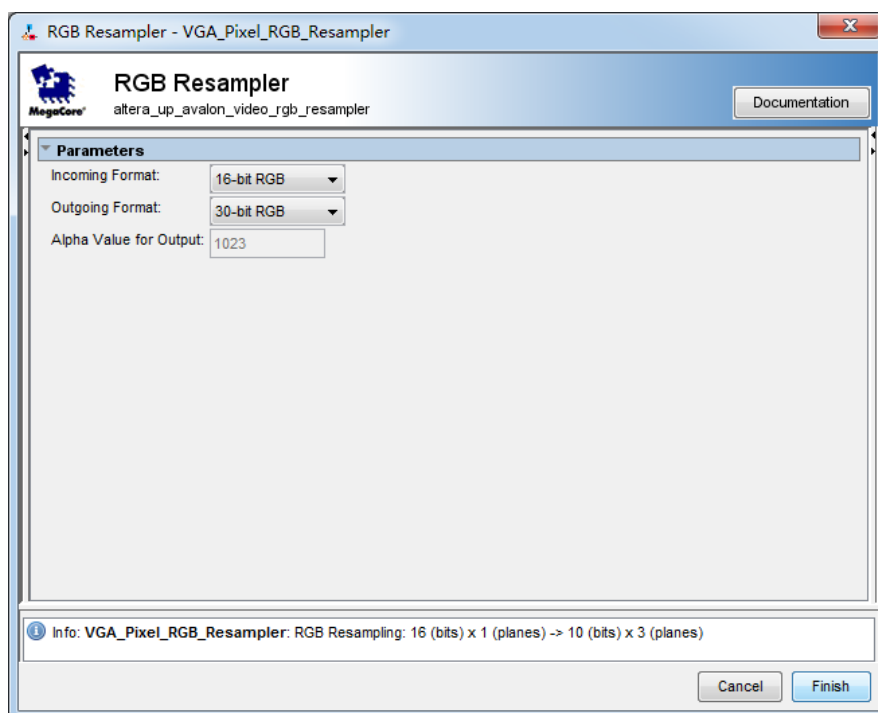 RGB Resampler - VGA_Pixel_RGB_Resampler
RGB Resampler
MegaCore®
altera_up_avalon_video_rgb_resampler
Documentation
Parameters
Incoming Format: 16-bit RGB
Outgoing Format: 30-bit RGB
Alpha Value for Output: 1023
Info: VGA_Pixel_RGB_Resampler: RGB Resampling: 16 (bits) x 1 (planes) -> 10 (bits) x 3 (planes)
Cancel Finish